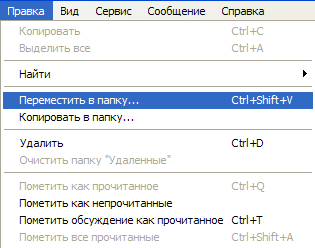 Правка Вид Сервис Сообщение Справка
Копировать Ctrl+C
Выделить все Ctrl+A
Найти
Переместить в папку... Ctrl+Shift+V
Копировать в папку...
Удалить Ctrl+D
Очистить папку "Удаленные"
Пометить как прочитанное Ctrl+Q
Пометить как непрочитанные
Пометить обсуждение как прочитанное Ctrl+T
Пометить все прочитанные Ctrl+Shift+A